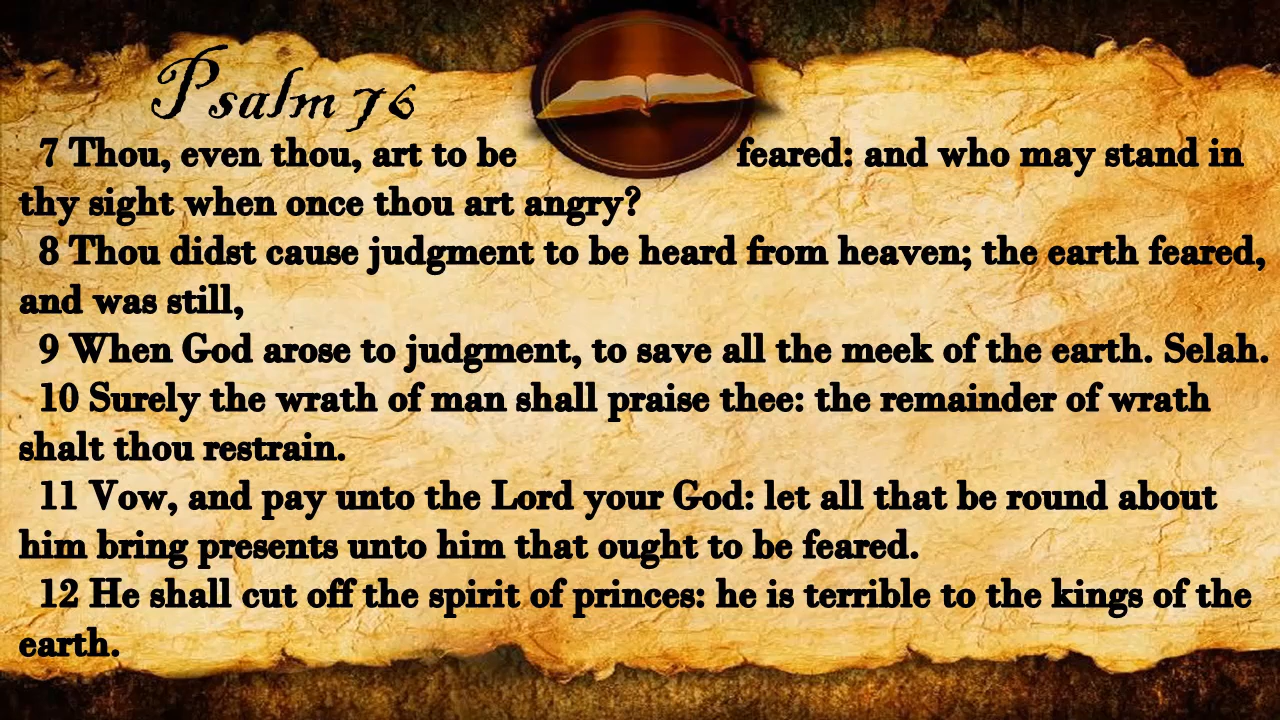 Psalm 76
7 Thou, even thou, art to be feared: and who may stand in
thy sight when once thou art angry?
8 Thou didst cause judgment to be heard from heaven; the earth feared,
and was still,
9 When God arose to judgment, to save all the meek of the earth. Selah.
10 Surely the wrath of man shall praise thee: the remainder of wrath
shalt thou restrain.
11 Vow, and pay unto the Lord your God: let all that be round about
him bring presents unto him that ought to be feared.
12 He shall cut off the spirit of princes: he is terrible to the kings of the
earth.